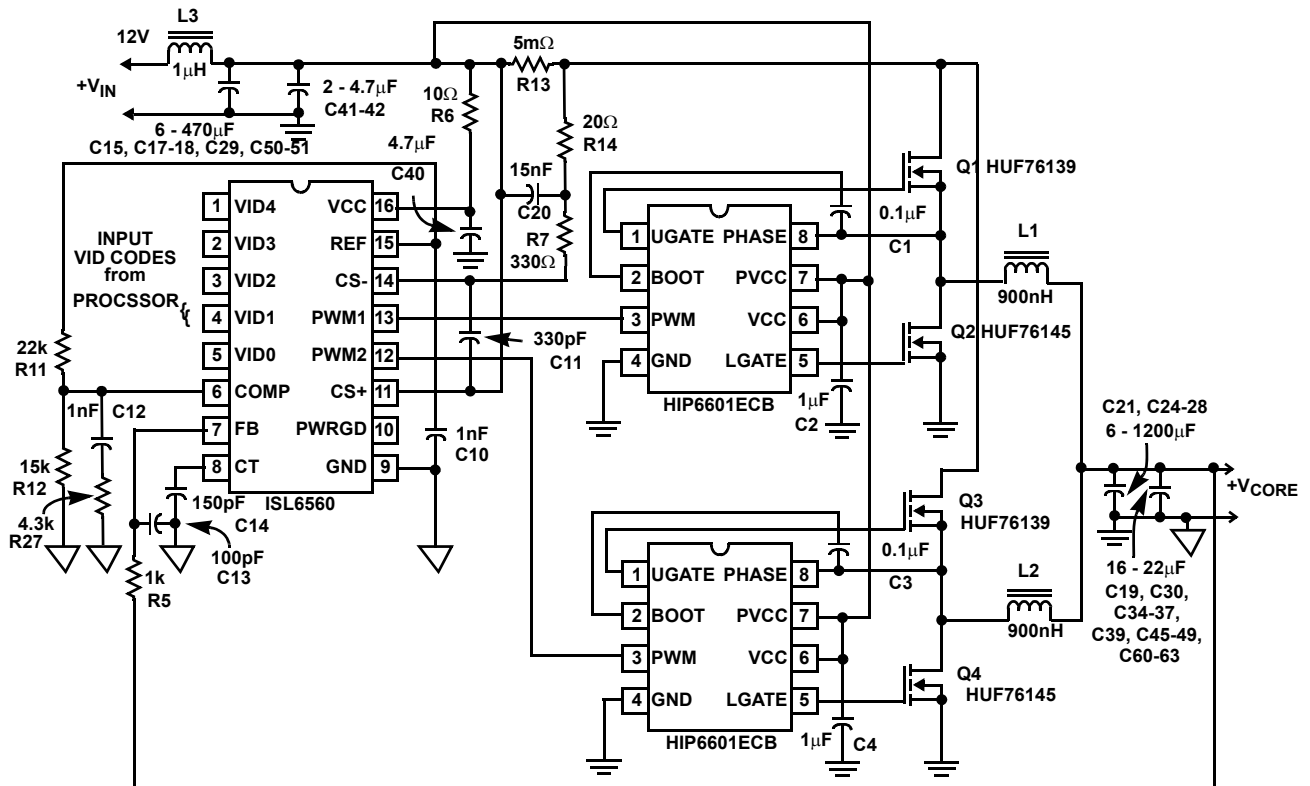 L3
12V
1μH
+VIN
2 - 4.7μF
C41-42
6 - 470μF
C15, C17-18, C29, C50-51
10Ω
R6
4.7μF
C40
5mΩ
R13
20Ω
R14
15nF
C20
R7
330Ω
INPUT
VID CODES
from
PROCSSOR {{
1 VID4
2 VID3
3 VID2
4 VID1
5 VID0
6 COMP
7 FB
8 CT
VCC 16
REF 15
CS- 14
PWM1 13
PWM2 12
CS+ 11
PWRGD 10
GND 9
ISL6560
22k
R11
1nF
C12
15k
R12
4.3k
R27
150pF
C14
100pF
C13
1k
R5
330pF
C11
1nF
C10
1 UGATE
2 BOOT
3 PWM
4 GND
PHASE 8
PVCC 7
VCC 6
LGATE 5
HIP6601ECB
0.1μF
C1
1μF
C2
Q1 HUF76139
Q2 HUF76145
L1
900nH
1 UGATE
2 BOOT
3 PWM
4 GND
PHASE 8
PVCC 7
VCC 6
LGATE 5
HIP6601ECB
0.1μF
C3
1μF
C4
Q3
HUF76139
Q4
HUF76145
L2
900nH
C21, C24-28
6 - 1200μF
+VCORE
16 - 22μF
C19, C30,
C34-37,
C39, C45-49,
C60-63